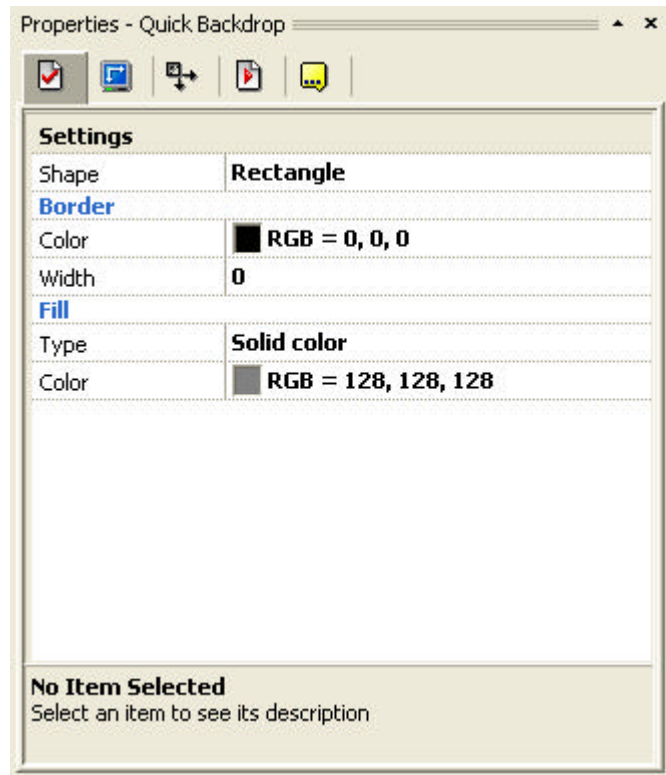 Properties - Quick Backdrop
Settings
Shape Rectangle
Border
Color RGB = 0, 0, 0
Width 0
Fill
Type Solid color
Color RGB = 128, 128, 128
No Item Selected
Select an item to see its description